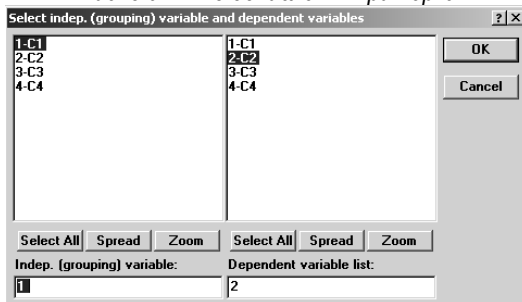 Select indep. (grouping) variable and dependent variables
1-C1
2-C2
3-C3
4-C4
1-C1
2-C2
3-C3
4-C4
OK
Cancel
Select All Spread Zoom Select All Spread Zoom
Indep. (grouping) variable: Dependent variable list:
1 2